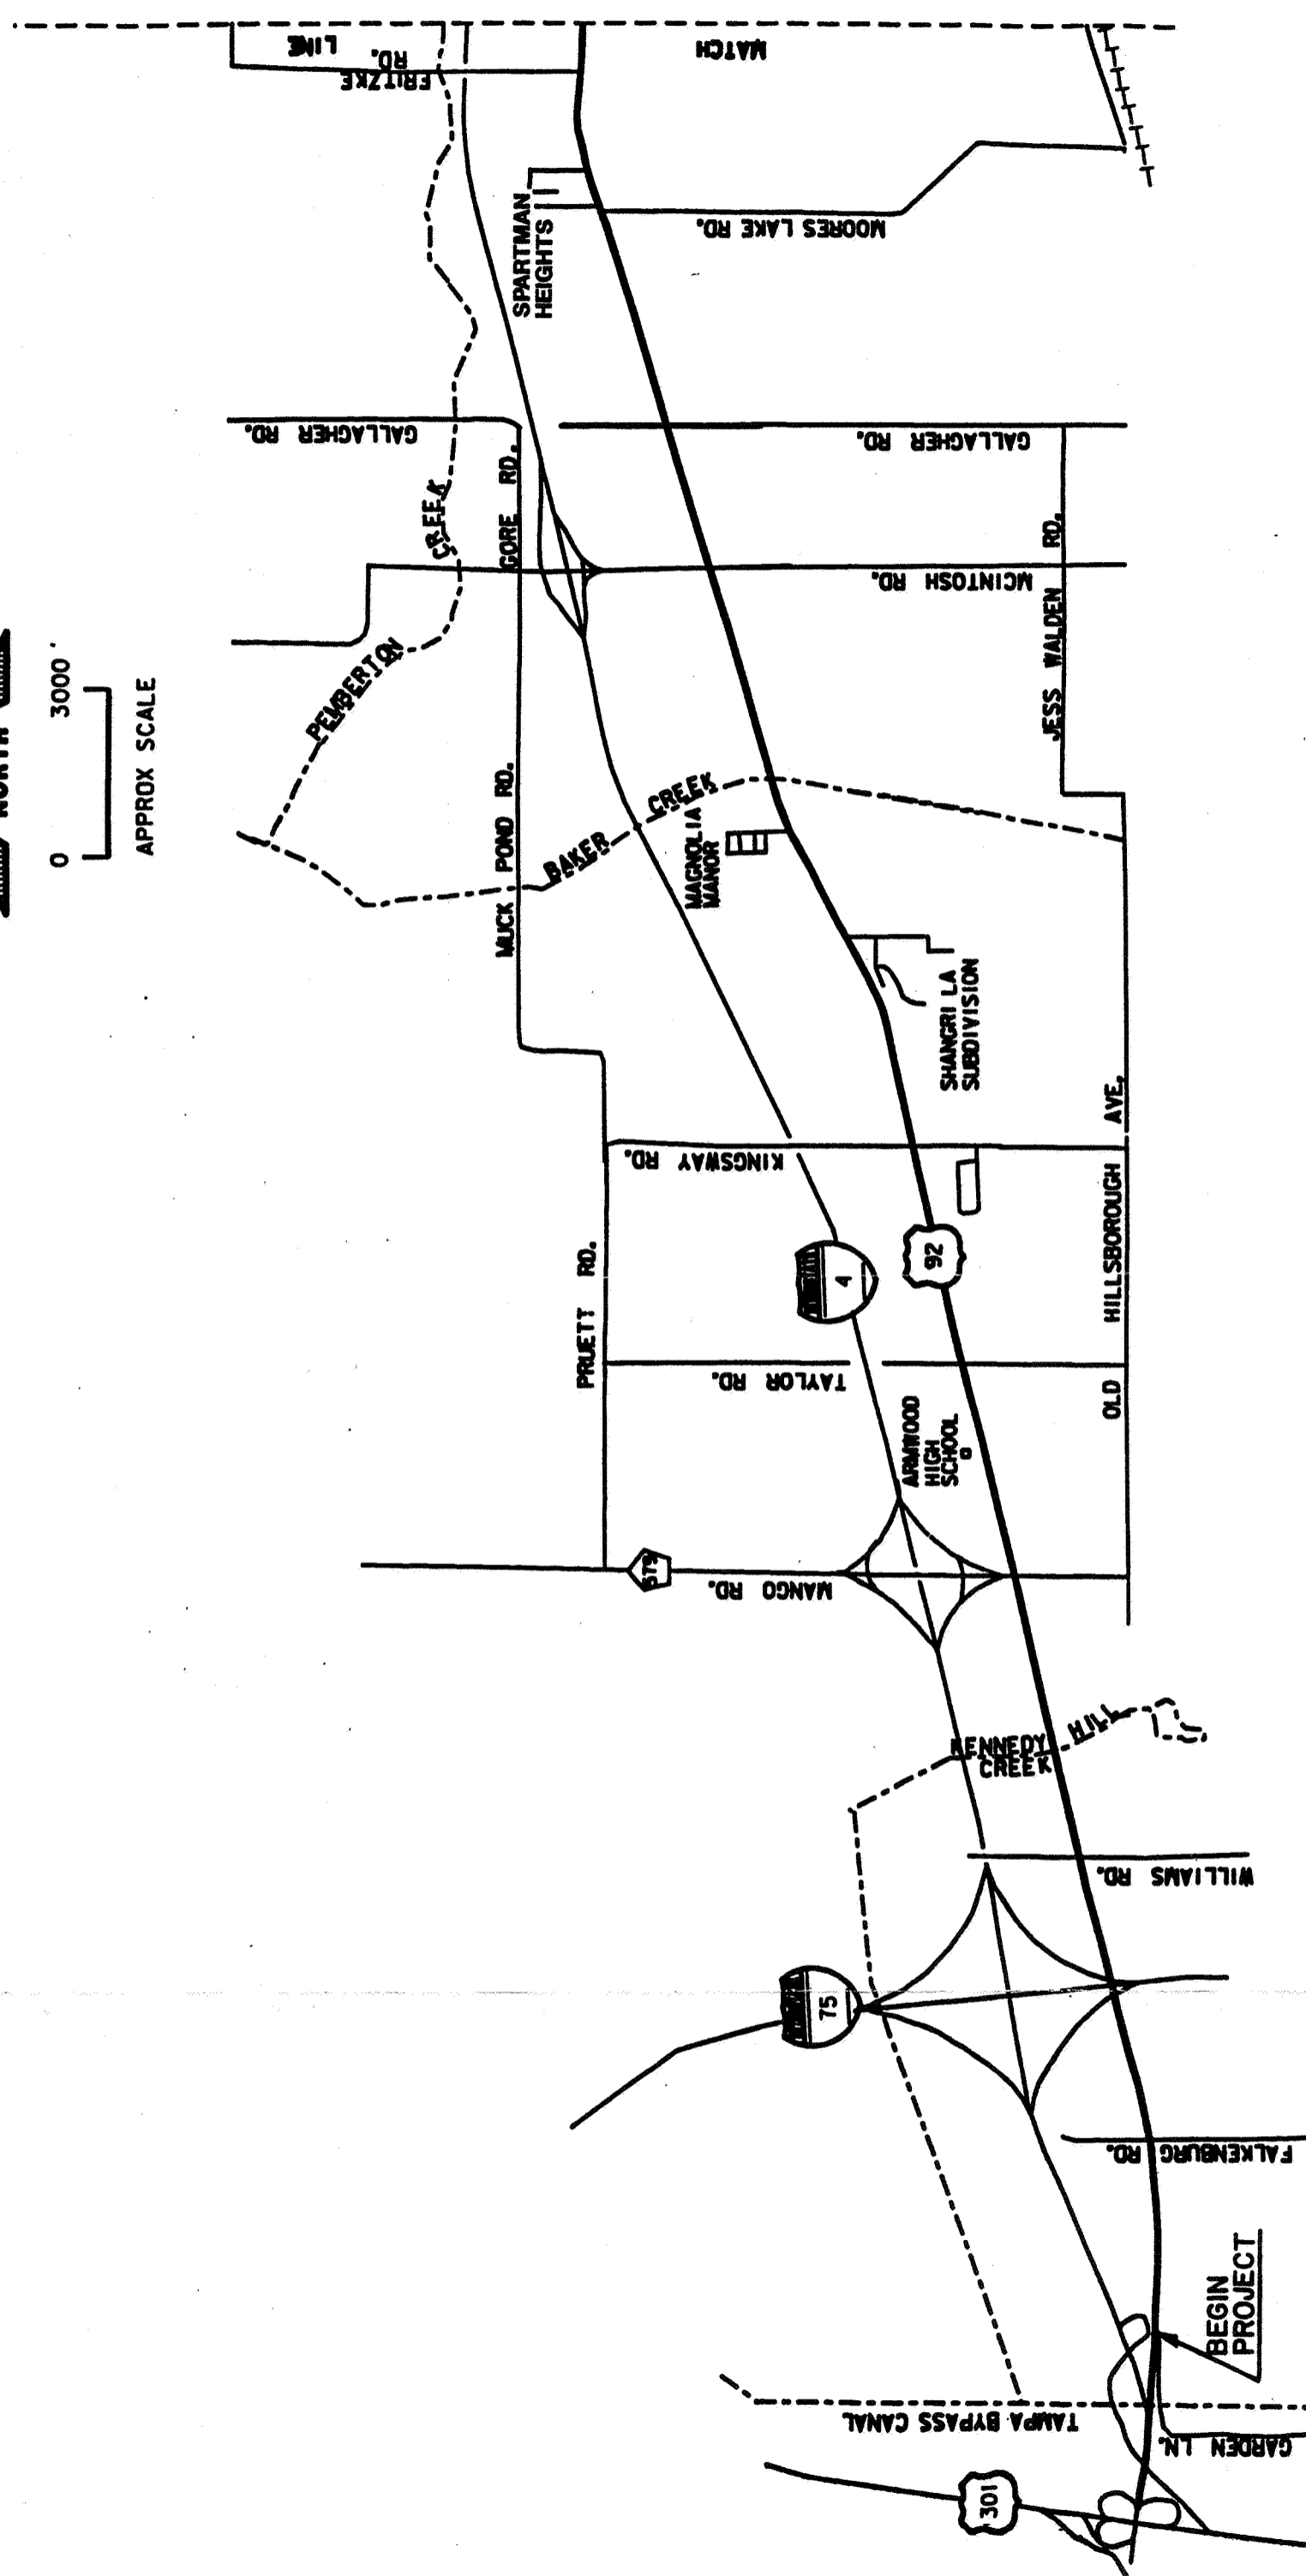 NORTH
0 3000'
APPROX SCALE
MATCH
LINE
FRITZKE
RD.
SPARTMAN
HEIGHTS
MOORES LAKE RD.
GALLAGHER RD.
GALLAGHER RD.
PEMBERTON
CREEK
GORE RD.
MCINTOSH RD.
JESS WALDEN RD.
MUCK POND RD.
BAKER
CREEK
MAGNOLIA
MANOR
SHANGRI LA
SUBDIVISION
KINGSWAY RD.
PRUETT RD.
4
92
OLD HILLSBOROUGH AVE.
TAYLOR RD.
ARMWOOD
HIGH
SCHOOL
579
MANGO RD.
KENNEDY HILL
CREEK
WILLIAMS RD.
75
FALKENBURG RD.
BEGIN
PROJECT
TAMPA BYPASS CANAL
GARDEN LN.
301